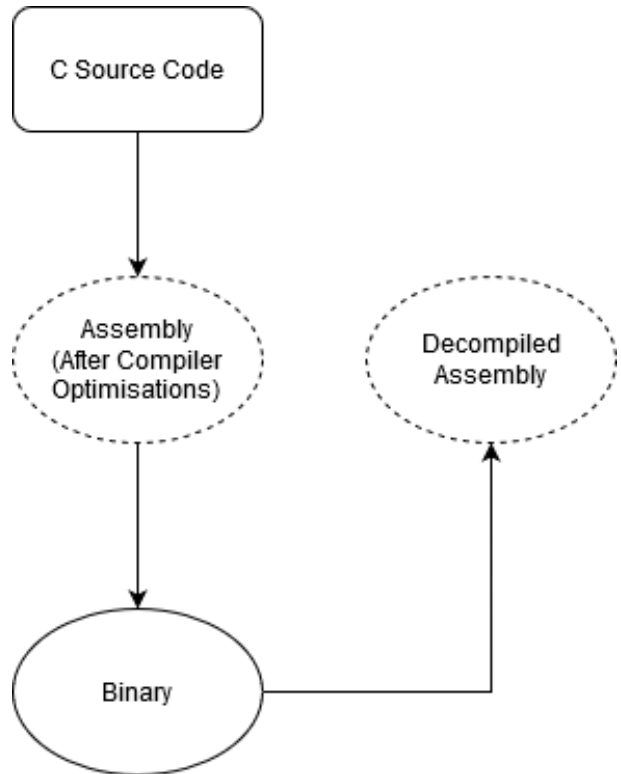 C Source Code
Assembly
(After Compiler
Optimisations)
Decompiled
Assembly
Binary